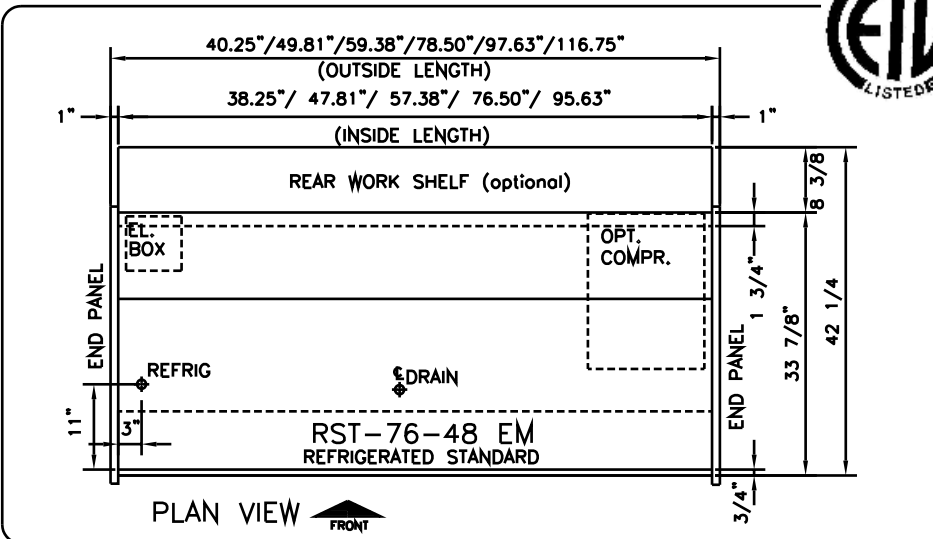 40.25"/49.81"/59.38"/78.50"/97.63"/116.75"
(OUTSIDE LENGTH)
38.25"/ 47.81"/ 57.38"/ 76.50"/ 95.63"
1"
1"
(INSIDE LENGTH)
REAR WORK SHELF (optional)
8 3/8
EL.
BOX
OPT.
COMPR.
1 3/4"
33 7/8"
42 1/4
END PANEL
END PANEL
REFRIG
℄ DRAIN
11"
3"
RST-76-48 EM
REFRIGERATED STANDARD
3/4"
PLAN VIEW
FRONT
LISTED